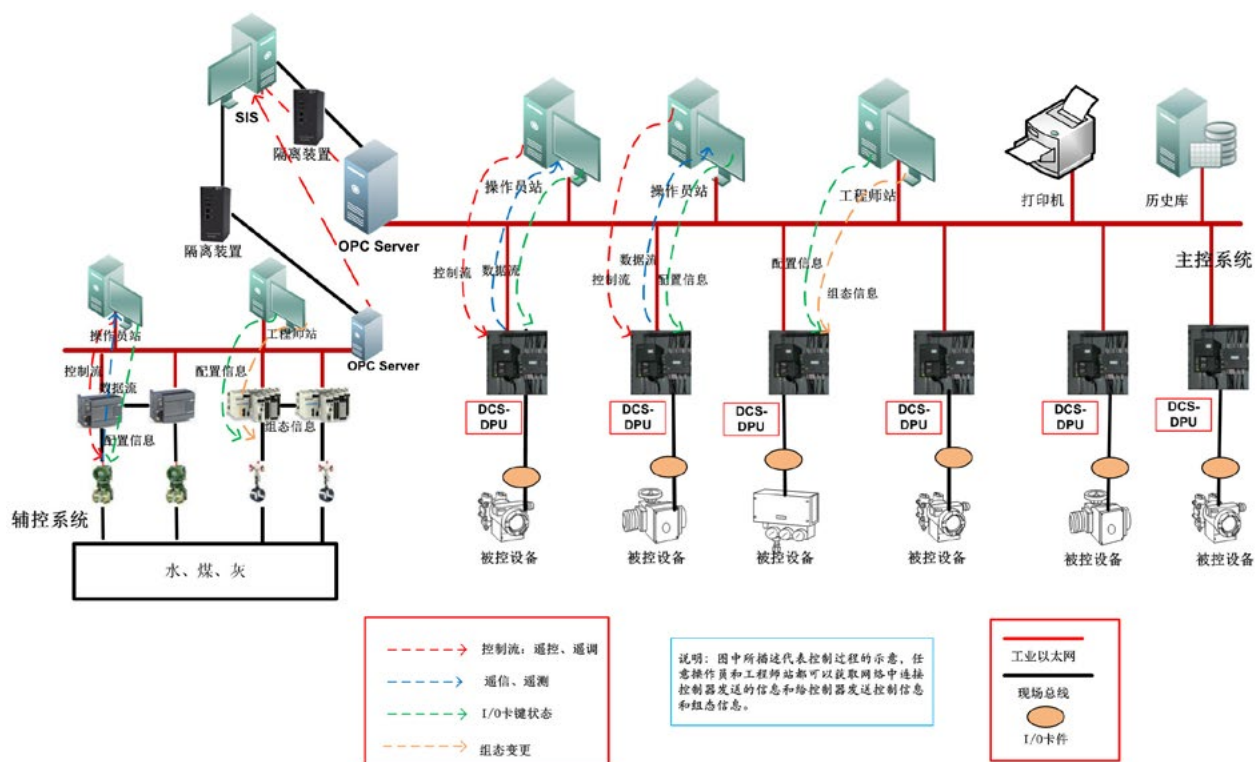 SIS
隔离装置
隔离装置
OPC Server
操作员站
操作员站
工程师站
打印机
历史库
主控系统
控制流
数据流
数据流
控制流
配置信息
配置信息
组态信息
操作员站
工程师站
OPC Server
控制流
数据流
配置信息
配置信息
组态信息
辅控系统
水、煤、灰
DCS-
DPU
DCS-
DPU
DCS-
DPU
DCS-
DPU
DCS-
DPU
DCS-
DPU
被控设备
被控设备
被控设备
被控设备
被控设备
被控设备
控制流：遥控、遥调
遥信、遥测
I/O卡键状态
组态变更
说明：图中所描述代表控制过程的示意，任
意操作员和工程师站都可以获取网络中连接
控制器发送的信息和给控制器发送控制信息
和组态信息。
工业以太网
现场总线
I/O卡件